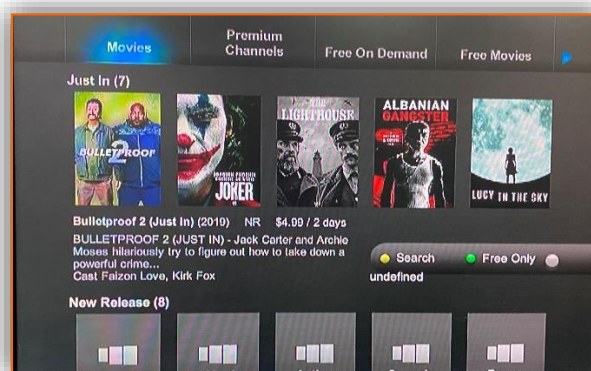 Movies
Premium
Channels
Free On Demand
Free Movies
Just In (7)
BULLETPROOF
2
JOKER
THE
LIGHTHOUSE
ALBANIAN
GANGSTER
LUCY IN THE SKY
Bulletproof 2 (Just In) (2019) NR $4.99 / 2 days
BULLETPROOF 2 (JUST IN) - Jack Carter and Archie
Moses hilariously try to figure out how to take down a
powerful crime...
Cast Faizon Love, Kirk Fox
Search
Free Only
undefined
New Release (8)